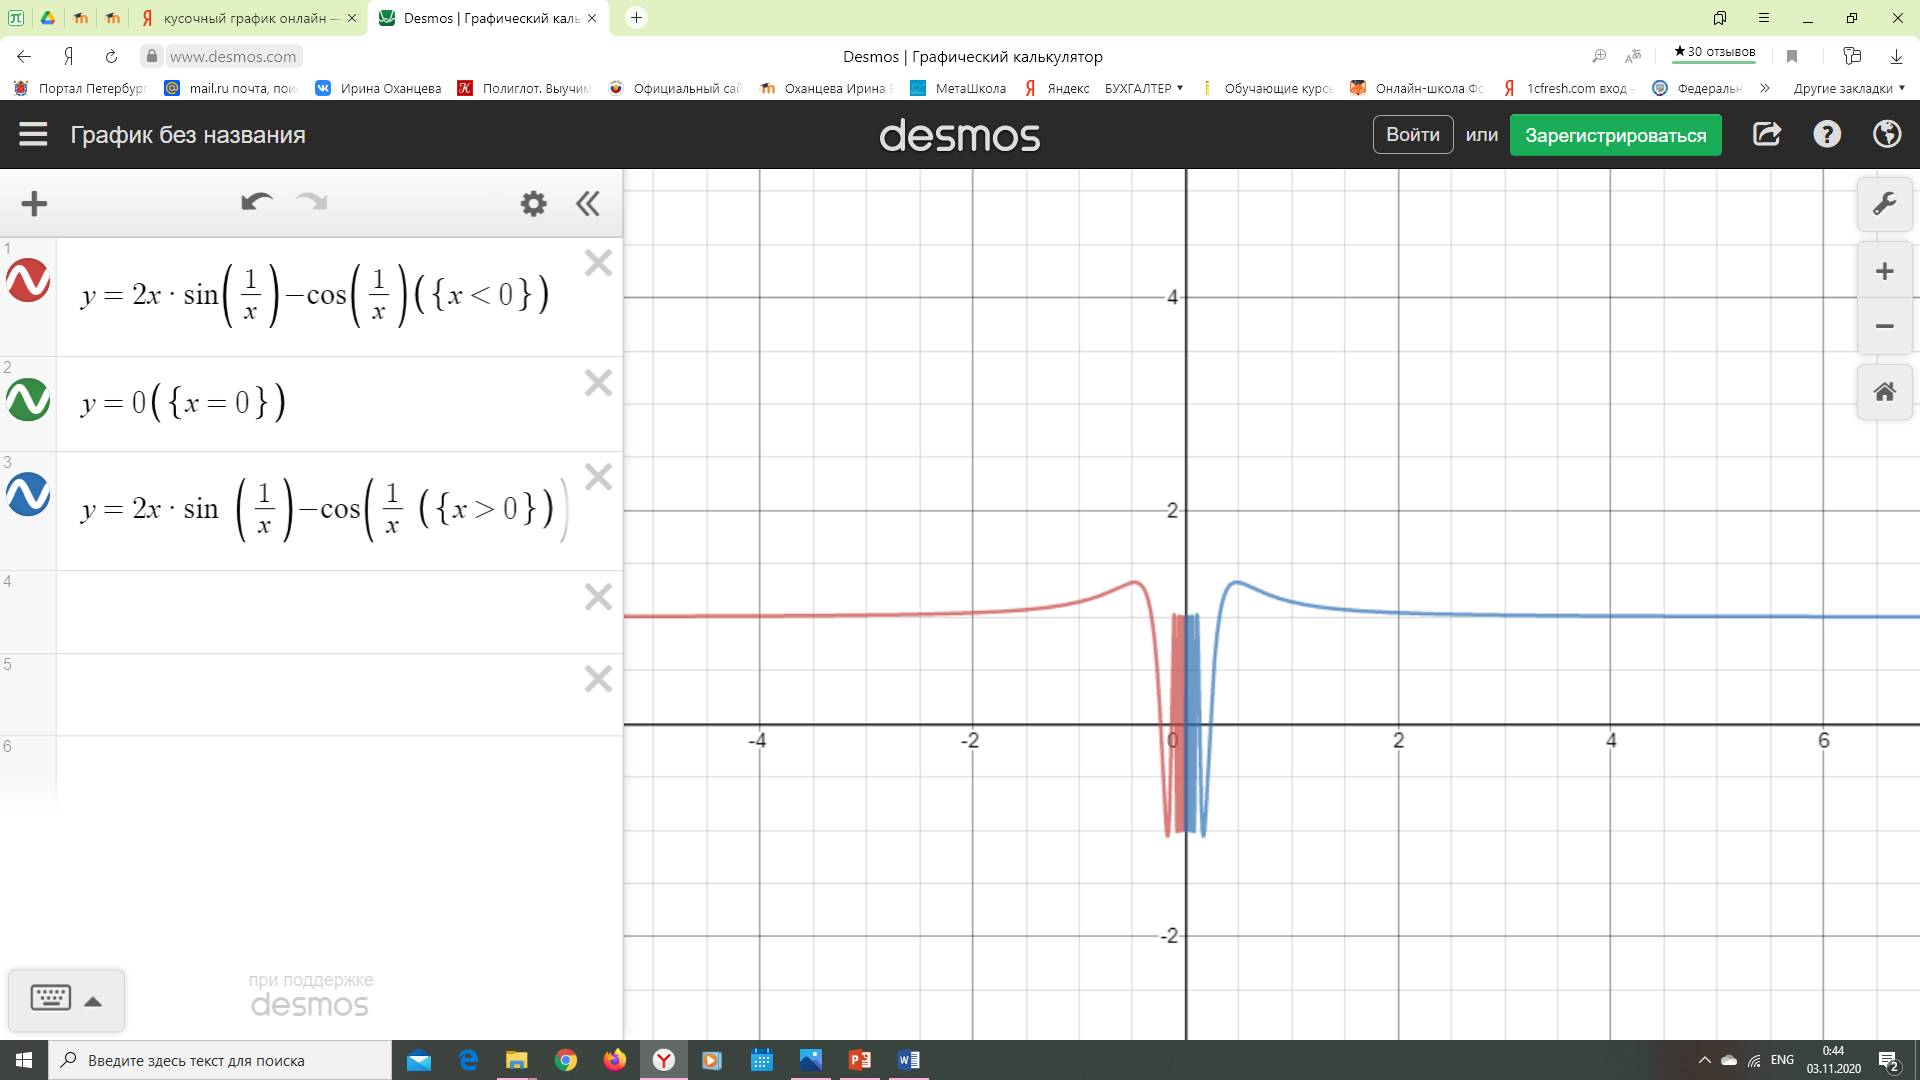 кусочный график онлайн —
Desmos | Графический каль
www.desmos.com
Desmos | Графический калькулятор
★30 отзывов
Портал Петербург
mail.ru почта, пои
Ирина Оханцева
Полиглот. Выучим
Официальный сай
Оханцева Ирина
МетаШкола
Яндекс
БУХГАЛТЕР
Обучающие курс
Онлайн-школа Фо
1cfresh.com вход -
Федеральн
Другие закладки
График без названия
desmos
Войти
или
Зарегистрироваться
1
y = 2x · sin(1/x) − cos(1/x)({x < 0})
2
y = 0({x = 0})
3
y = 2x · sin (1/x) − cos(1/x ({x > 0}))
4
5
6
4
2
-4
-2
0
2
4
6
-2
при поддержке
desmos
Введите здесь текст для поиска
ENG
0:44
03.11.2020
2